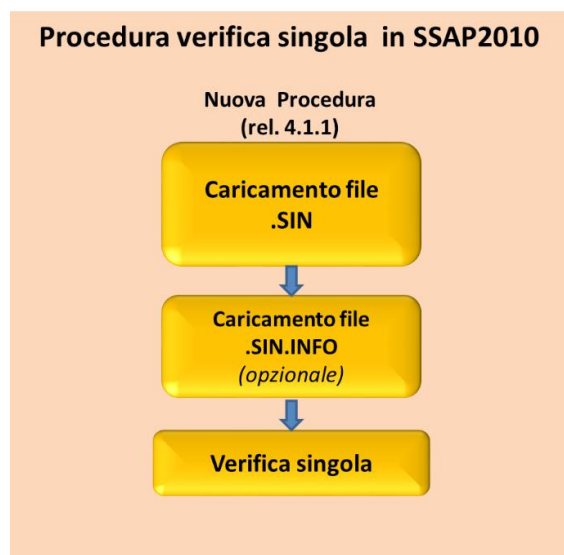 Procedura verifica singola in SSAP2010
Nuova Procedura
(rel. 4.1.1)
Caricamento file
.SIN
Caricamento file
.SIN.INFO
(opzionale)
Verifica singola